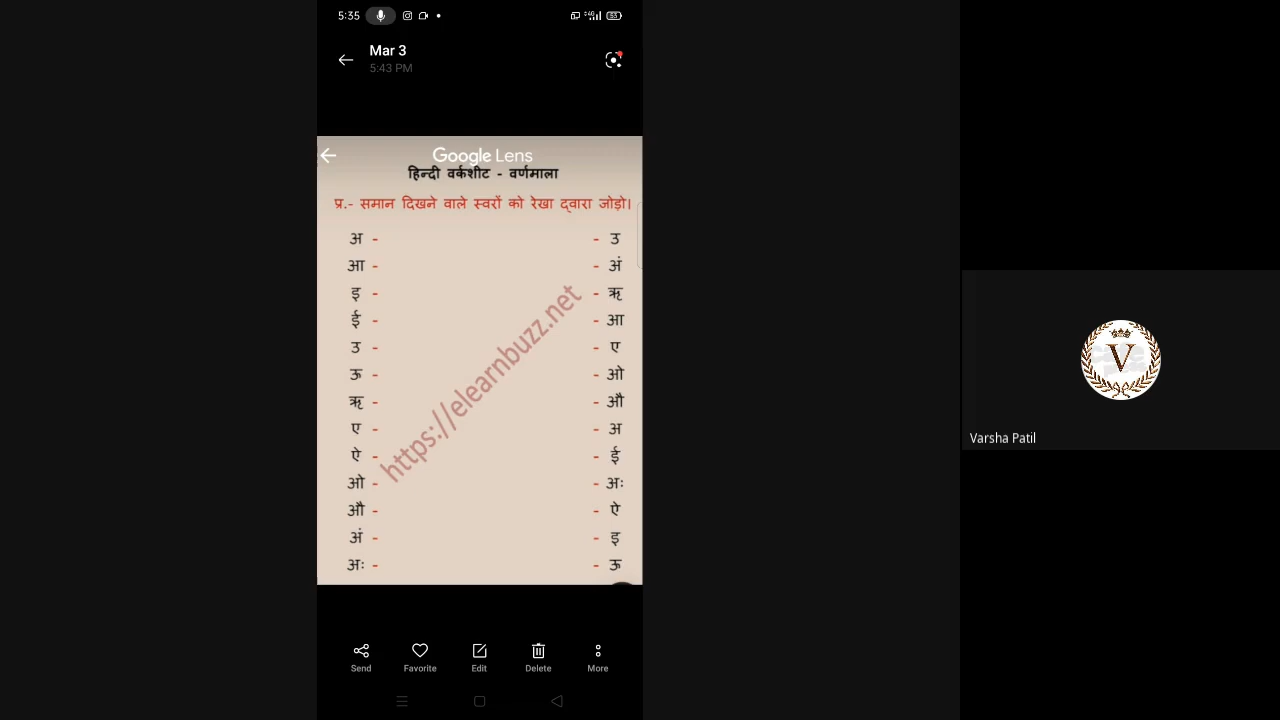 5:35
Mar 3
5:43 PM
Google Lens
हिन्दी वर्कशीट - वर्णमाला
प्र.- समान दिखने वाले स्वरों को रेखा द्वारा जोड़ो।
अ - - उ
आ - - अं
इ - - ऋ
ई - - आ
उ - - ए
ऊ - - ओ
ऋ - - औ
ए - - अ
ऐ - - ई
ओ - - अः
औ - - ऐ
अं - - इ
अः - - ऊ
https://elearnbuzz.net
Send Favorite Edit Delete More
V
Varsha Patil